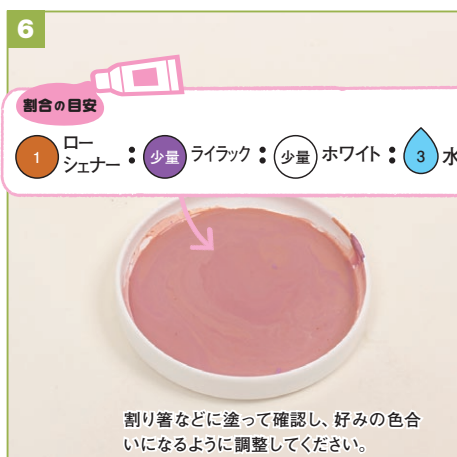 6
割合の目安
1 ローシェナー : 少量 ライラック : 少量 ホワイト : 3 水
割り箸などに塗って確認し、好みの色合
いになるように調整してください。